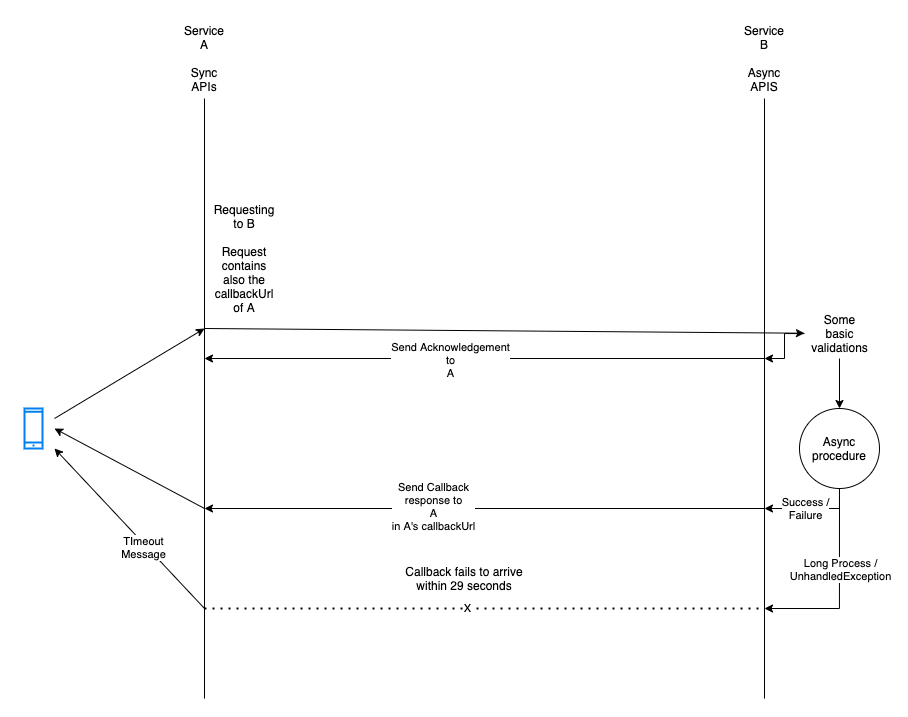 Service
A
Sync
APIs
Service
B
Async
APIS
Requesting
to B
Request
contains
also the
callbackUrl
of A
Some
basic
validations
Send Acknowledgement
to
A
Async
procedure
Send Callback
response to
A
in A's callbackUrl
Success /
Failure
TImeout
Message
Callback fails to arrive
within 29 seconds
Long Process /
UnhandledException
X